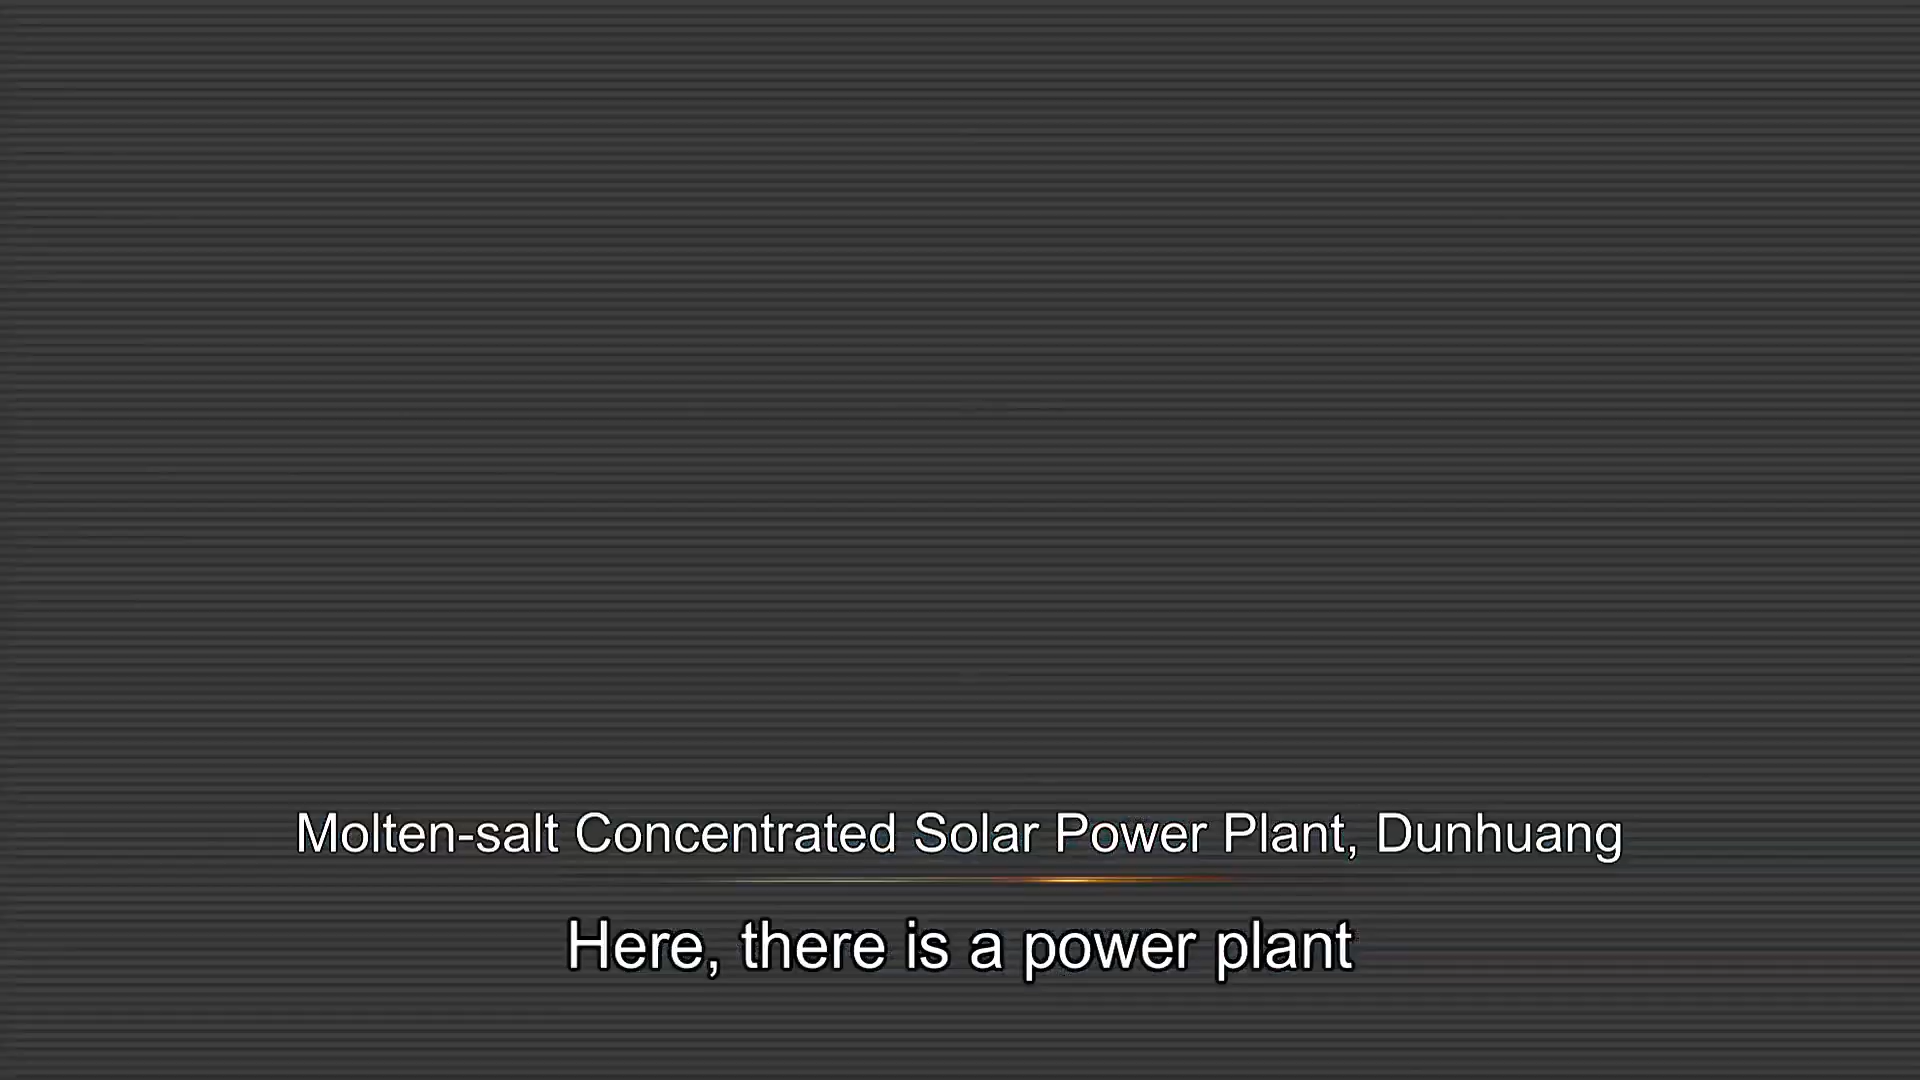 Molten-salt Concentrated Solar Power Plant, Dunhuang
Here, there is a power plant